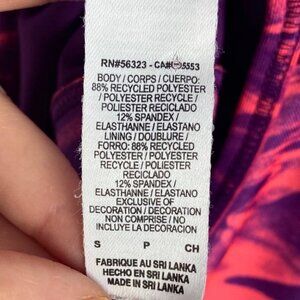 RN#56323 - CA#05553
BODY / CORPS / CUERPO:
88% RECYCLED POLYESTER
/ POLYESTER RECYCLE /
POLIESTER RECICLADO
12% SPANDEX /
ELASTHANNE / ELASTANO
LINING / DOUBLURE /
FORRO: 88% RECYCLED
POLYESTER / POLYESTER
RECYCLE / POLIESTER
RECICLADO
12% SPANDEX /
ELASTHANNE / ELASTANO
EXCLUSIVE OF
DECORATION / DECORATION
NON COMPRISE / NO
INCLUYE LA DECORACION
S P CH
FABRIQUE AU SRI LANKA
HECHO EN SRI LANKA
MADE IN SRI LANKA